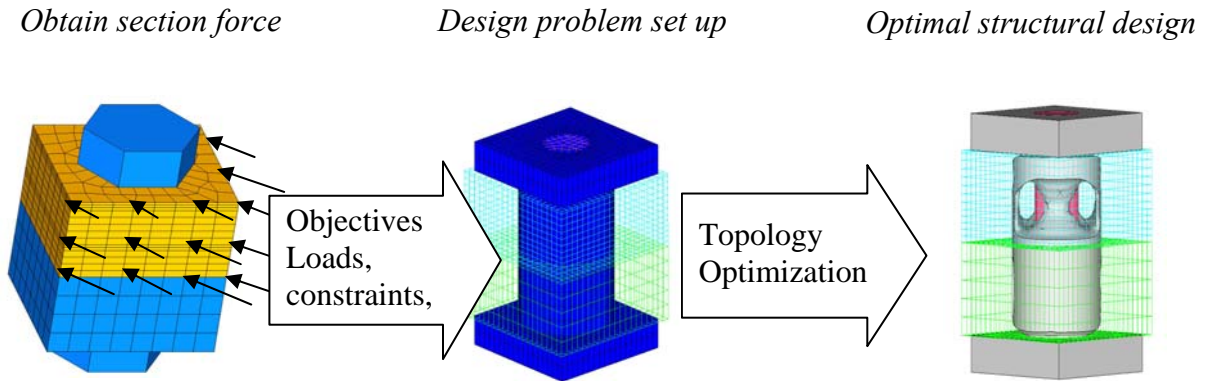 Obtain section force
Design problem set up
Optimal structural design
Objectives
Loads,
constraints,
Topology
Optimization